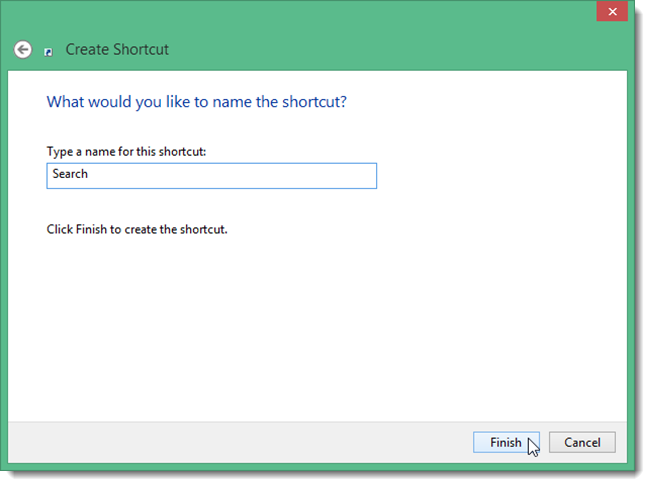 Create Shortcut
What would you like to name the shortcut?
Type a name for this shortcut:
Search
Click Finish to create the shortcut.
Finish Cancel